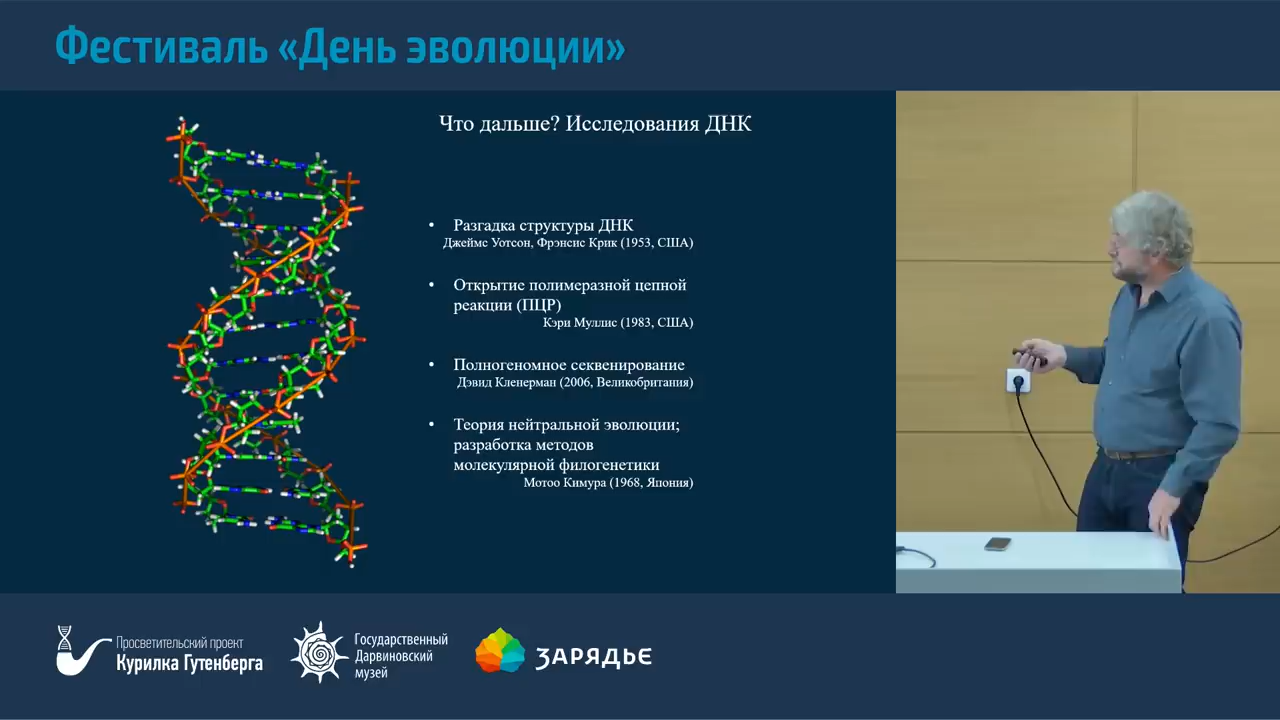 Фестиваль «День эволюции»
Что дальше? Исследования ДНК
• Разгадка структуры ДНК
Джеймс Уотсон, Фрэнсис Крик (1953, США)
• Открытие полимеразной цепной
реакции (ПЦР)
Кэри Муллис (1983, США)
• Полногеномное секвенирование
Дэвид Кленерман (2006, Великобритания)
• Теория нейтральной эволюции;
разработка методов
молекулярной филогенетики
Мотоо Кимура (1968, Япония)
Просветительский проект
Курилка Гутенберга
Государственный
Дарвиновский
музей
ЗАРЯДЬЕ